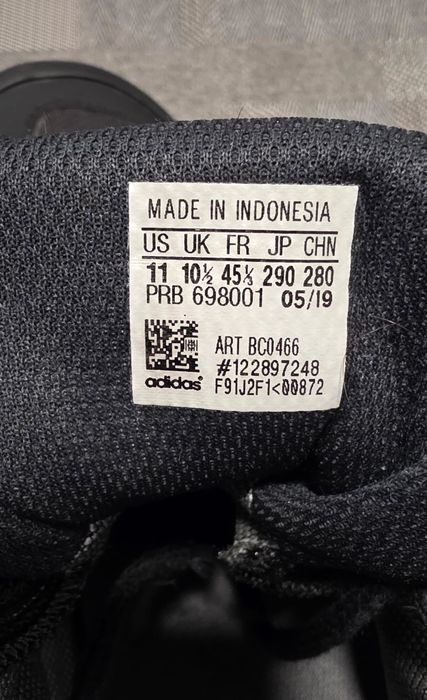 MADE IN INDONESIA
US UK FR JP CHN
11 10½ 45⅓ 290 280
PRB 698001 05/19
ART BC0466
#122897248
adidas® F91J2F1<00872